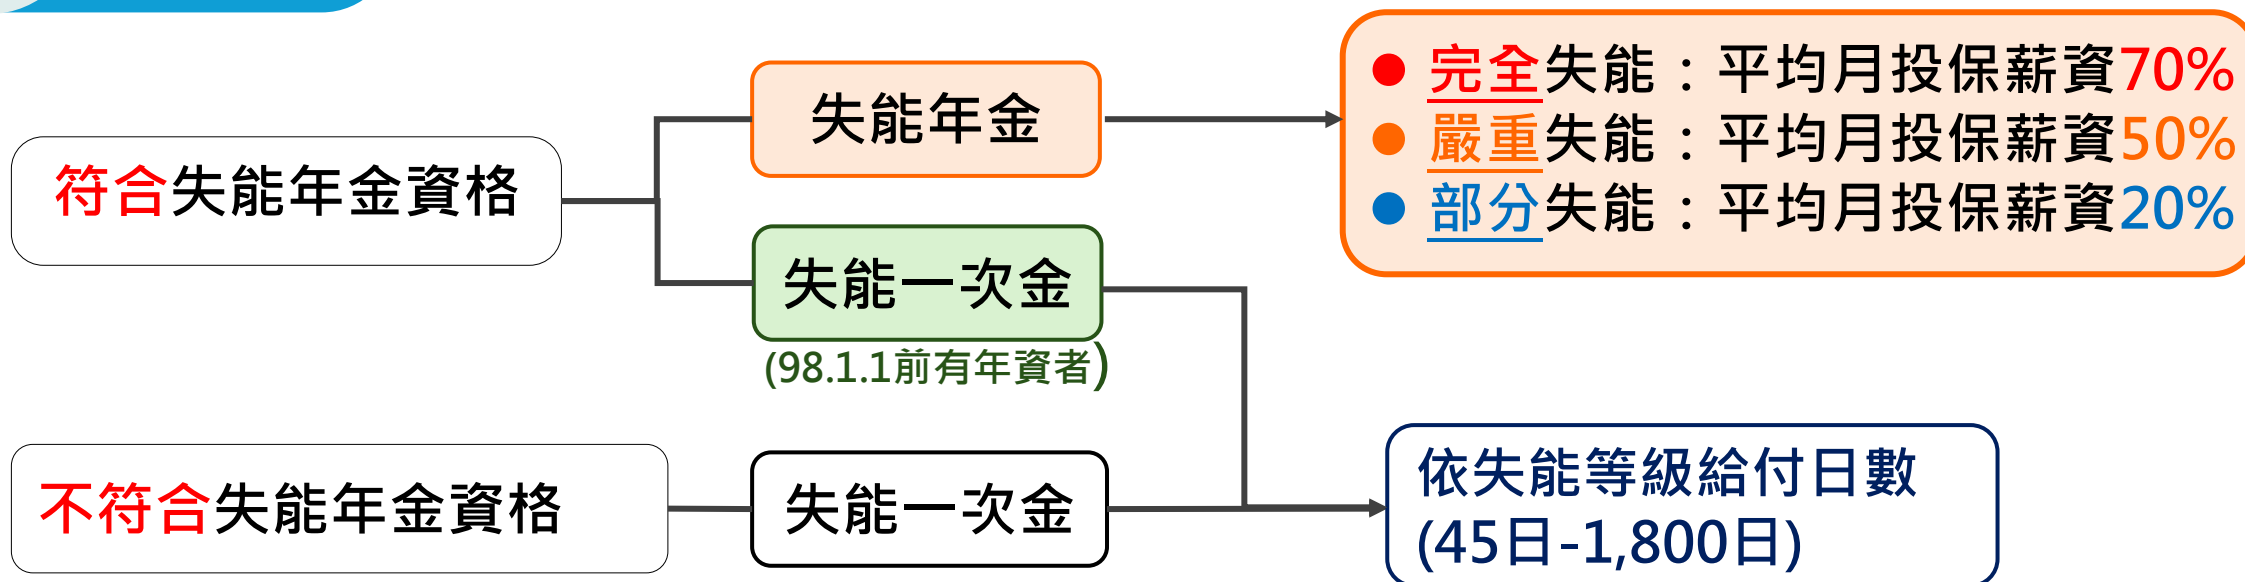 符合失能年金資格
失能年金
● 完全失能：平均月投保薪資70%
● 嚴重失能：平均月投保薪資50%
● 部分失能：平均月投保薪資20%
失能一次金
(98.1.1前有年資者)
不符合失能年金資格
失能一次金
依失能等級給付日數
(45日-1,800日)